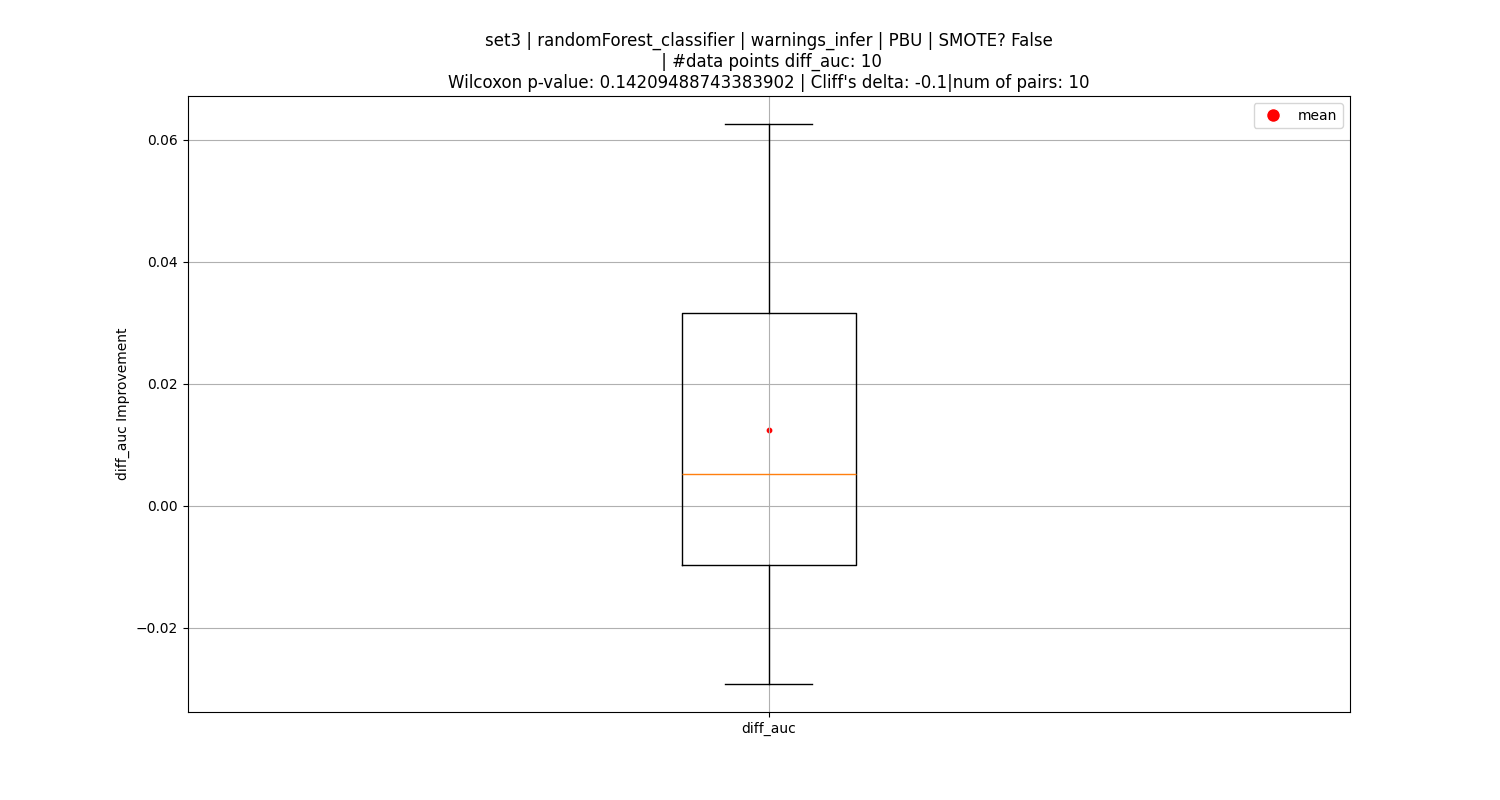 set3 | randomForest_classifier | warnings_infer | PBU | SMOTE? False
| #data points diff_auc: 10
Wilcoxon p-value: 0.14209488743383902 | Cliff's delta: -0.1|num of pairs: 10
mean
0.06
0.04
0.02
0.00
−0.02
diff_auc Improvement
diff_auc